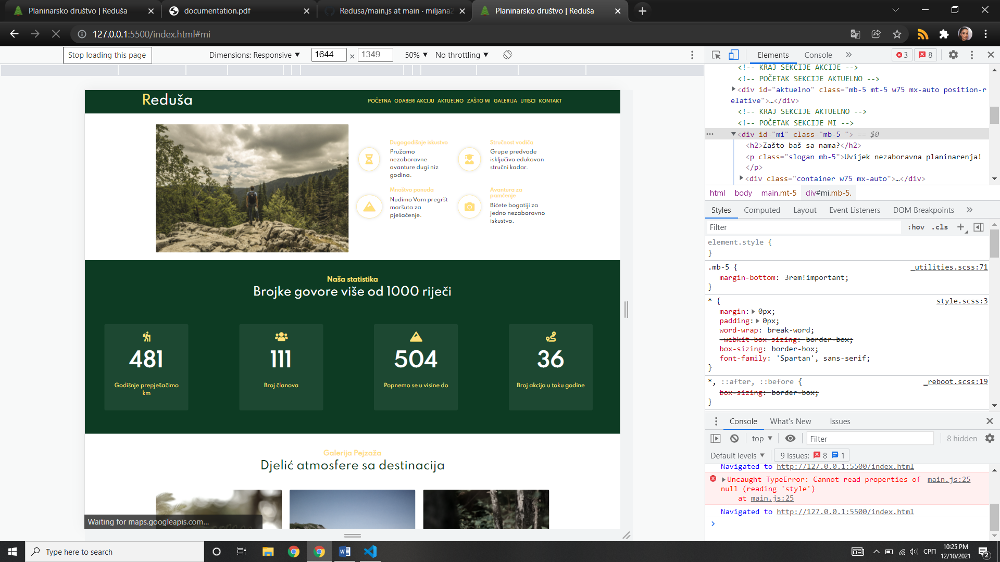 Planinarsko društvo | Reduša
documentation.pdf
Redusa/main.js at main · miljana2
Planinarsko društvo | Reduša
127.0.0.1:5500/index.html#mi
Stop loading this page
Dimensions: Responsive ▼ 1644 × 1349 50% ▼ No throttling ▼
Reduša
POČETNA ODABERI AKCIJU AKTUELNO ZAŠTO MI GALERIJA UTISCI KONTAKT
Dugogodišnje iskustvo
Pružamo
nezaboravne
avanture dugi niz
godina.
Stručnost vodiča
Grupe predvode
isključivo edukovan
stručni kadar.
Mnoštvo ponuda
Nudimo Vam pregršt
maršuta za
pješačenje.
Avantura za
pamćenje
Bićete bogatiji za
jedno nezaboravno
iskustvo.
Naša statistika
Brojke govore više od 1000 riječi
481
Godišnje prepješačimo
km
111
Broj članova
504
Popnemo se u visine do
36
Broj akcija u toku godine
Galerija Pejzaža
Djelić atmosfere sa destinacija
Waiting for maps.googleapis.com...
Elements Console » 3 8
<!-- KRAJ SEKCIJE AKCIJE -->
<!-- POČETAK SEKCIJE AKTUELNO -->
<div id="aktuelno" class="mb-5 mt-5 w75 mx-auto position-r
elative">…</div>
<!-- KRAJ SEKCIJE AKTUELNO -->
<!-- POČETAK SEKCIJE MI -->
<div id="mi" class="mb-5 "> == $0
<h2>Zašto baš sa nama?</h2>
<p class="slogan mb-5">Uvijek nezaboravna planinarenja!
</p>
<div class="container w75 mx-auto">…</div>
html body main.mt-5 div#mi.mb-5.
Styles Computed Layout Event Listeners DOM Breakpoints »
Filter :hov .cls +
element.style {
}
.mb-5 { _utilities.scss:71
margin-bottom: 3rem!important;
}
* { style.scss:3
margin: 0px;
padding: 0px;
word-wrap: break-word;
-webkit-box-sizing: border-box;
box-sizing: border-box;
font-family: 'Spartan', sans-serif;
}
*, ::after, ::before { _reboot.scss:19
box-sizing: border-box;
}
Console What's New Issues
top ▼ Filter 8 hidden
Default levels ▼ 9 Issues: 8 1
Navigated to http://127.0.0.1:5500/index.html
Uncaught TypeError: Cannot read properties of main.js:25
null (reading 'style')
at main.js:25
Navigated to http://127.0.0.1:5500/index.html
Type here to search
СРП
10:25 PM
12/10/2021
2